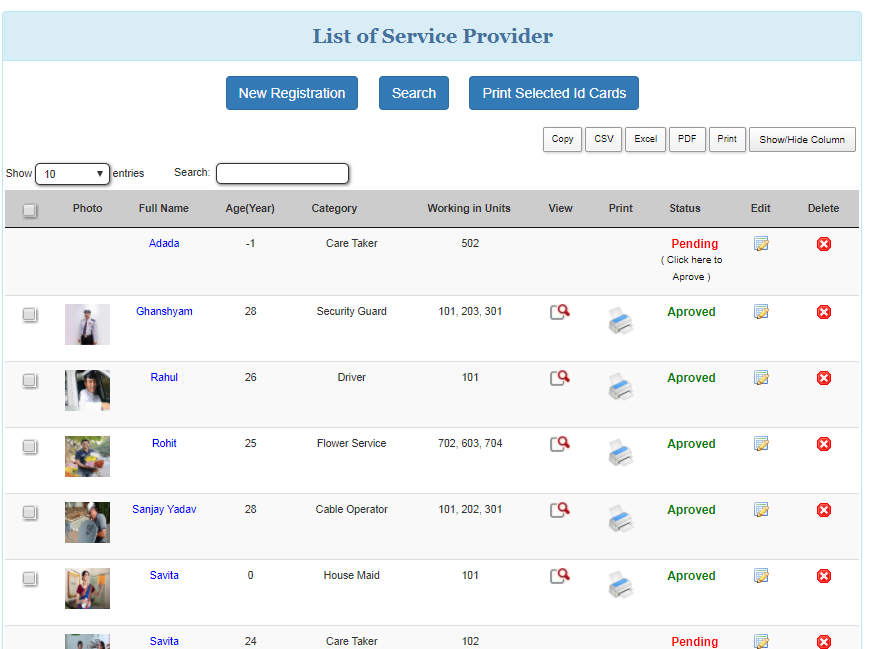 List of Service Provider
New Registration Search Print Selected Id Cards
Copy CSV Excel PDF Print Show/Hide Column
Show 10 entries Search:
Photo Full Name Age(Year) Category Working in Units View Print Status Edit Delete
Adada -1 Care Taker 502 Pending
( Click here to
Aprove )
Ghanshyam 28 Security Guard 101, 203, 301 Aproved
Rahul 26 Driver 101 Aproved
Rohit 25 Flower Service 702, 603, 704 Aproved
Sanjay Yadav 28 Cable Operator 101, 202, 301 Aproved
Savita 0 House Maid 101 Aproved
Savita 24 Care Taker 102 Pending